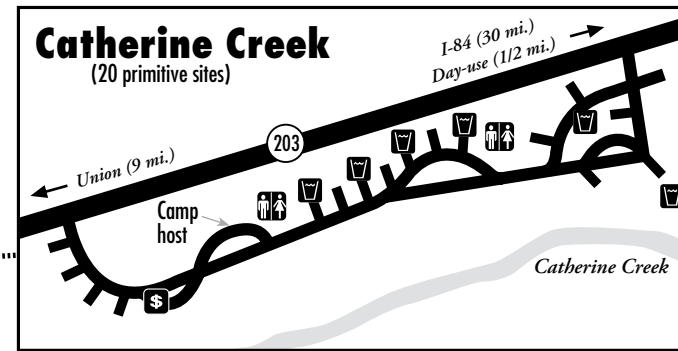 Catherine Creek
(20 primitive sites)
I-84 (30 mi.)
Day-use (1/2 mi.)
203
Union (9 mi.)
Camp
host
$
Catherine Creek